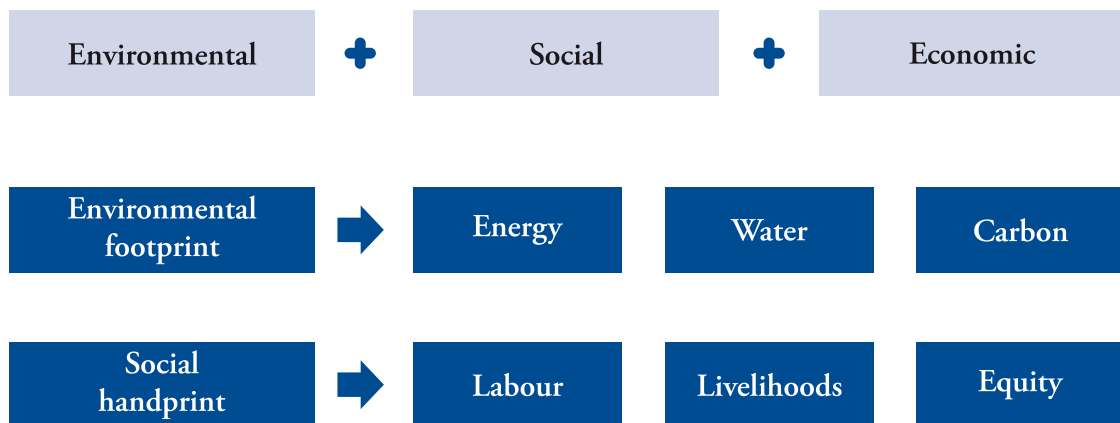 Environmental
Social
Economic
Environmental
footprint
Energy
Water
Carbon
Social
handprint
Labour
Livelihoods
Equity